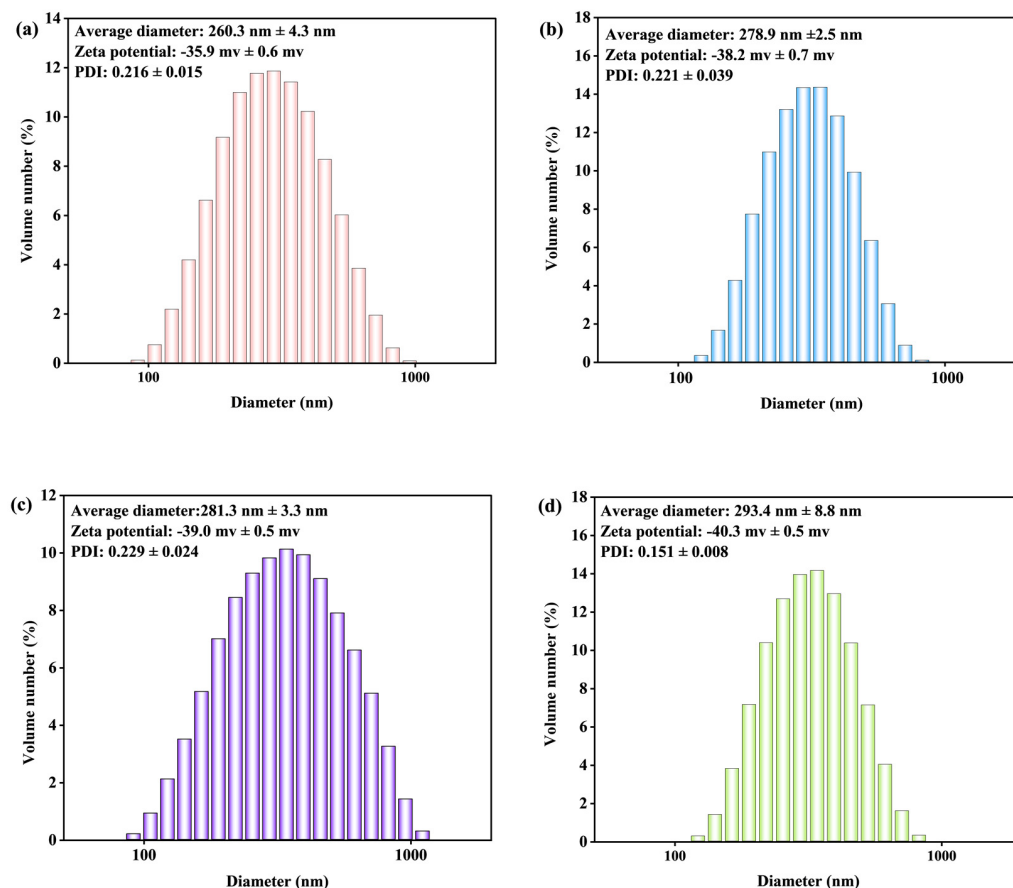 (a)
Average diameter: 260.3 nm ± 4.3 nm
Zeta potential: -35.9 mv ± 0.6 mv
PDI: 0.216 ± 0.015
Volume number (%)
14
12
10
8
6
4
2
0
100 1000
Diameter (nm)
(b)
Average diameter: 278.9 nm ±2.5 nm
Zeta potential: -38.2 mv ± 0.7 mv
PDI: 0.221 ± 0.039
Volume number (%)
18
16
14
12
10
8
6
4
2
0
100 1000
Diameter (nm)
(c)
Average diameter:281.3 nm ± 3.3 nm
Zeta potential: -39.0 mv ± 0.5 mv
PDI: 0.229 ± 0.024
Volume number (%)
12
10
8
6
4
2
0
100 1000
Diameter (nm)
(d)
Average diameter: 293.4 nm ± 8.8 nm
Zeta potential: -40.3 mv ± 0.5 mv
PDI: 0.151 ± 0.008
Volume number (%)
18
16
14
12
10
8
6
4
2
0
100 1000
Diameter (nm)